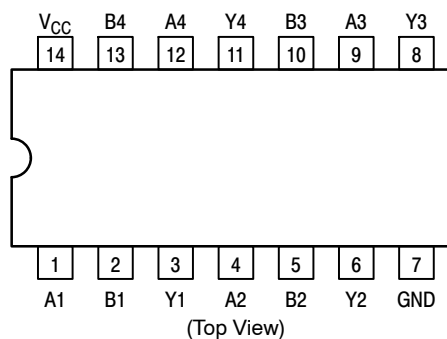 VCC B4 A4 Y4 B3 A3 Y3
14 13 12 11 10 9 8
1 2 3 4 5 6 7
A1 B1 Y1 A2 B2 Y2 GND
(Top View)